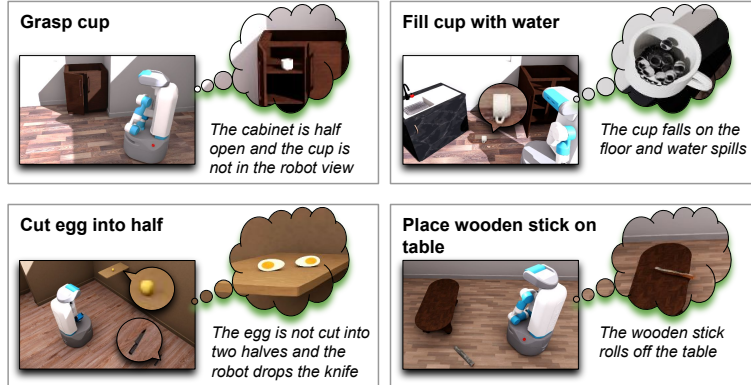 Grasp cup
The cabinet is half
open and the cup is
not in the robot view
Fill cup with water
The cup falls on the
floor and water spills
Cut egg into half
The egg is not cut into
two halves and the
robot drops the knife
Place wooden stick on
table
The wooden stick
rolls off the table